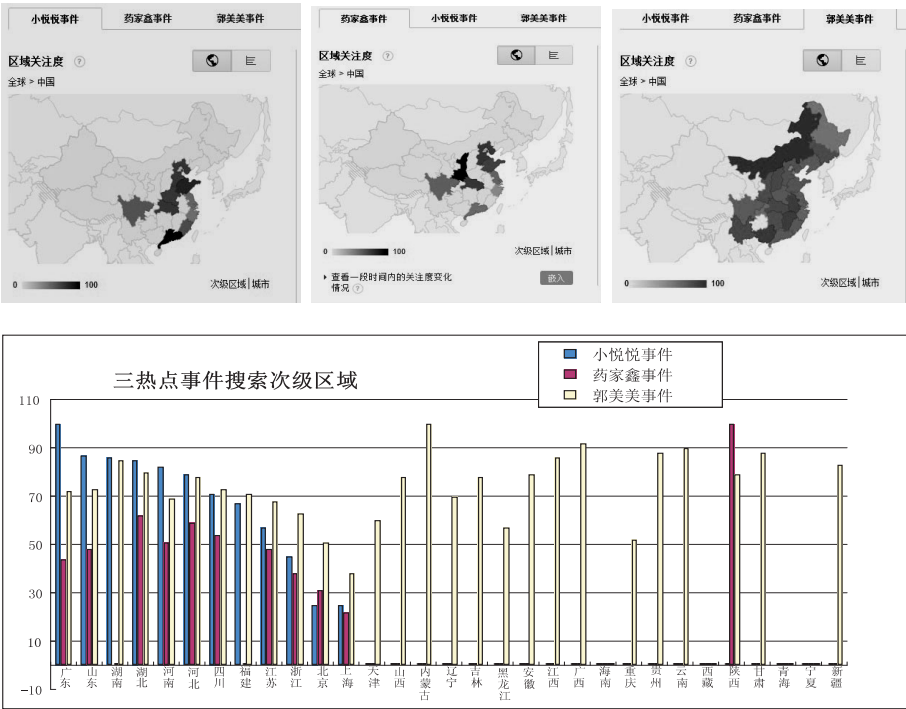 小悦悦事件 药家鑫事件 郭美美事件
区域关注度 ?
全球 > 中国
0 100 次级区域 | 城市
药家鑫事件 小悦悦事件 郭美美事件
区域关注度 ?
全球 > 中国
0 100 次级区域 | 城市
查看一段时间内的关注度变化 嵌入
情况 ?
小悦悦事件 药家鑫事件 郭美美事件
区域关注度 ?
全球 > 中国
0 100 次级区域 | 城市
三热点事件搜索次级区域
小悦悦事件
药家鑫事件
郭美美事件
110
90
70
50
30
10
-10
广东 山东 湖南 湖北 河南 河北 四川 福建 江苏 浙江 北京 上海 天津 山西 内蒙古 辽宁 吉林 黑龙江 安徽 江西 广西 海南 重庆 贵州 云南 西藏 陕西 甘肃 青海 宁夏 新疆